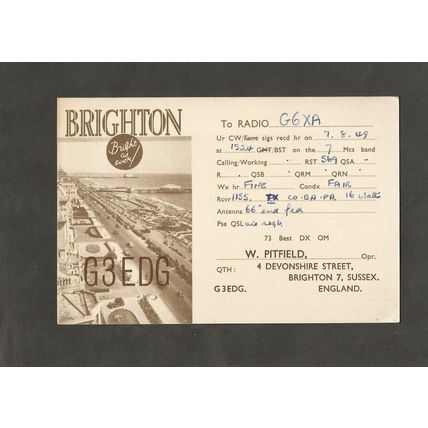 BRIGHTON
Bright
as
ever!
G3EDG
To RADIO G6XA
Ur CW/Fone sigs recd hr on 7.8.49
at 1524 GMT/BST on the 7 Mcs band
Calling/Working RST 569 QSA -
R QSB QRM QRN
Wx hr FINE Condx FAIR
Rcvr 1155. TX CO-BA-PA 16 Watts
Antenna 66' end fed
Pse QSL via
73 Best DX OM
W. PITFIELD, Opr.
QTH: 4 DEVONSHIRE STREET,
BRIGHTON 7, SUSSEX.
G3EDG. ENGLAND.